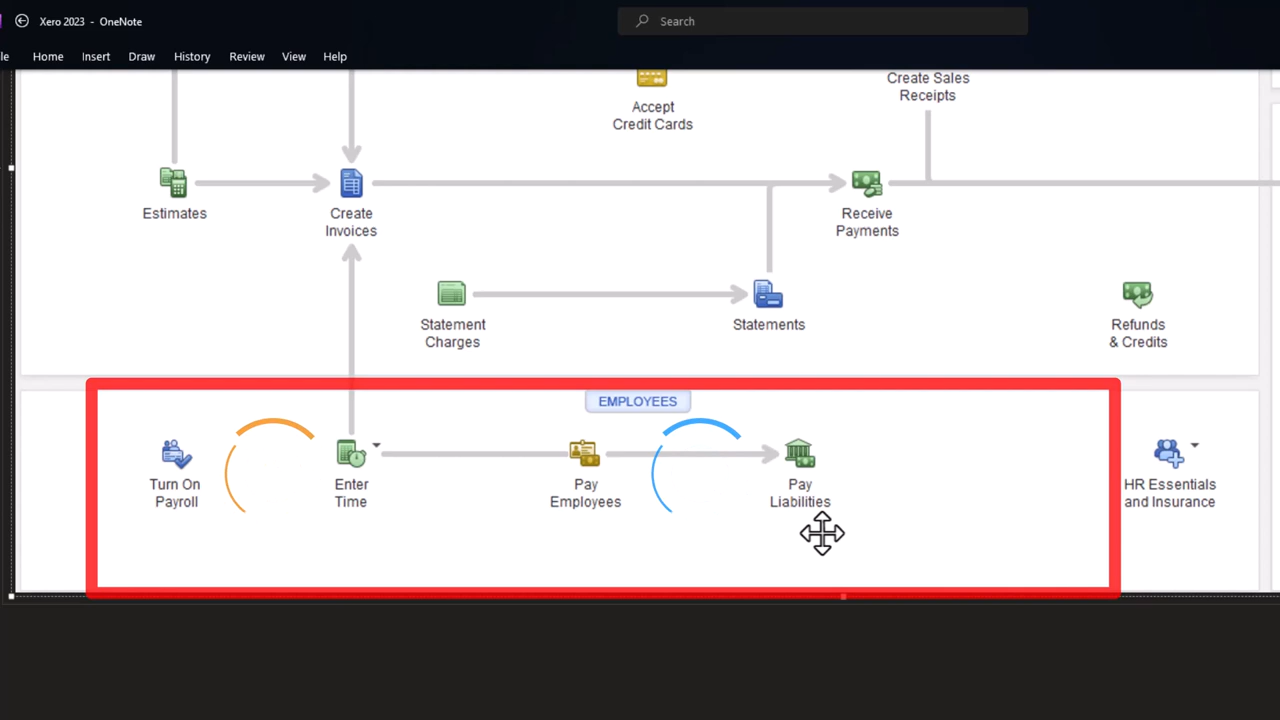 Xero 2023 - OneNote
Search
Home
Insert
Draw
History
Review
View
Help
Create Sales
Receipts
Accept
Credit Cards
Estimates
Create
Invoices
Receive
Payments
Statement
Charges
Statements
Refunds
& Credits
EMPLOYEES
Turn On
Payroll
Enter
Time
Pay
Employees
Pay
Liabilities
HR Essentials
and Insurance